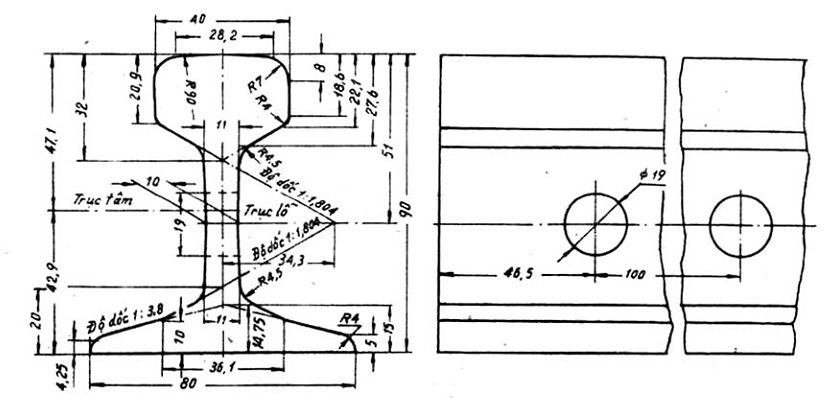 40
28,2
20,9
32
47,1
R90
R7
R4
8
18,6
22,1
27,6
51
90
11
R4,5
Độ dốc 1:1,804
10
Trục tâm
Trục lỗ
19
Độ dốc 1:1,804
34,3
R4,5
42,9
20
Độ dốc 1:3,8
10
11
14,75
R4
5
15
4,25
36,1
80
ϕ19
46,5
100